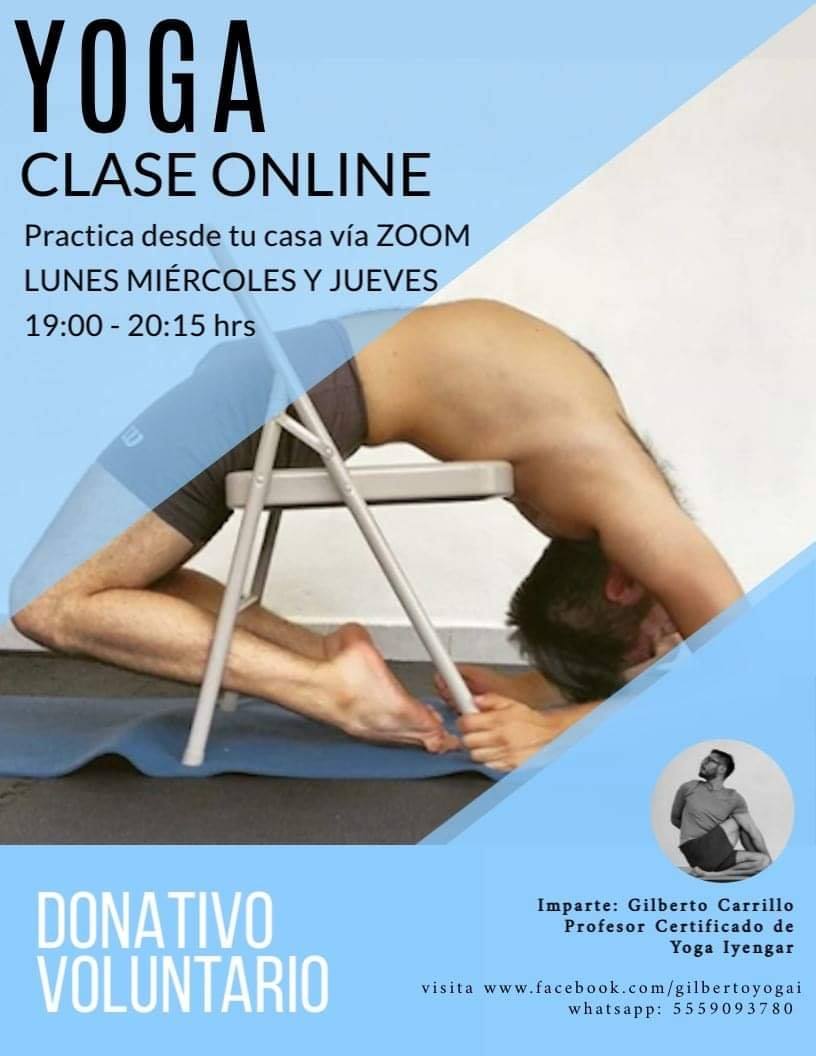 YOGA
CLASE ONLINE
Practica desde tu casa vía ZOOM
LUNES MIÉRCOLES Y JUEVES
19:00 - 20:15 hrs
DONATIVO
VOLUNTARIO
Imparte: Gilberto Carrillo
Profesor Certificado de
Yoga Iyengar
visita www.facebook.com/gilbertoyogai
whatsapp: 5559093780